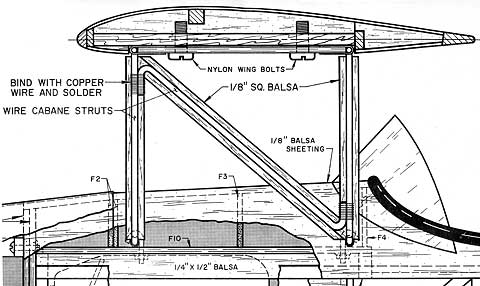 NYLON WING BOLTS
BIND WITH COPPER
WIRE AND SOLDER
1/8" SQ. BALSA
WIRE CABANE STRUTS
1/8" BALSA
SHEETING
F2
F3
F10
F4
1/4" X 1/2" BALSA